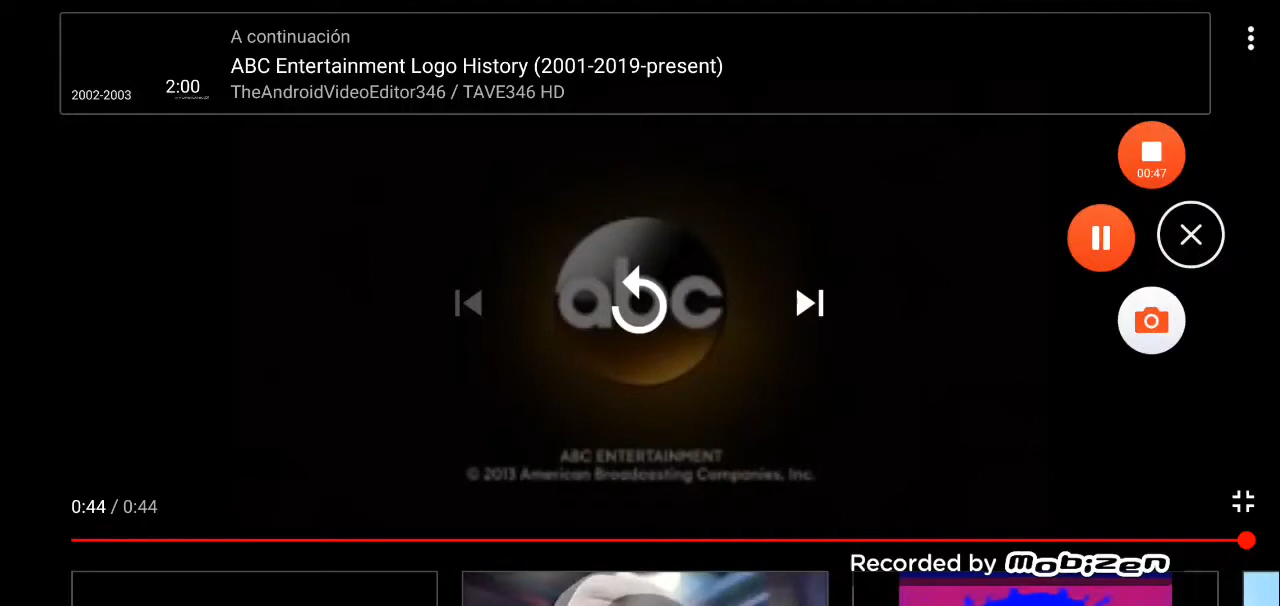 A continuación
ABC Entertainment Logo History (2001-2019-present)
2:00
2002-2003
TheAndroidVideoEditor346 / TAVE346 HD
00:47
abc
ABC ENTERTAINMENT
© 2013 American Broadcasting Companies, Inc.
0:44 / 0:44
Recorded by mobizen